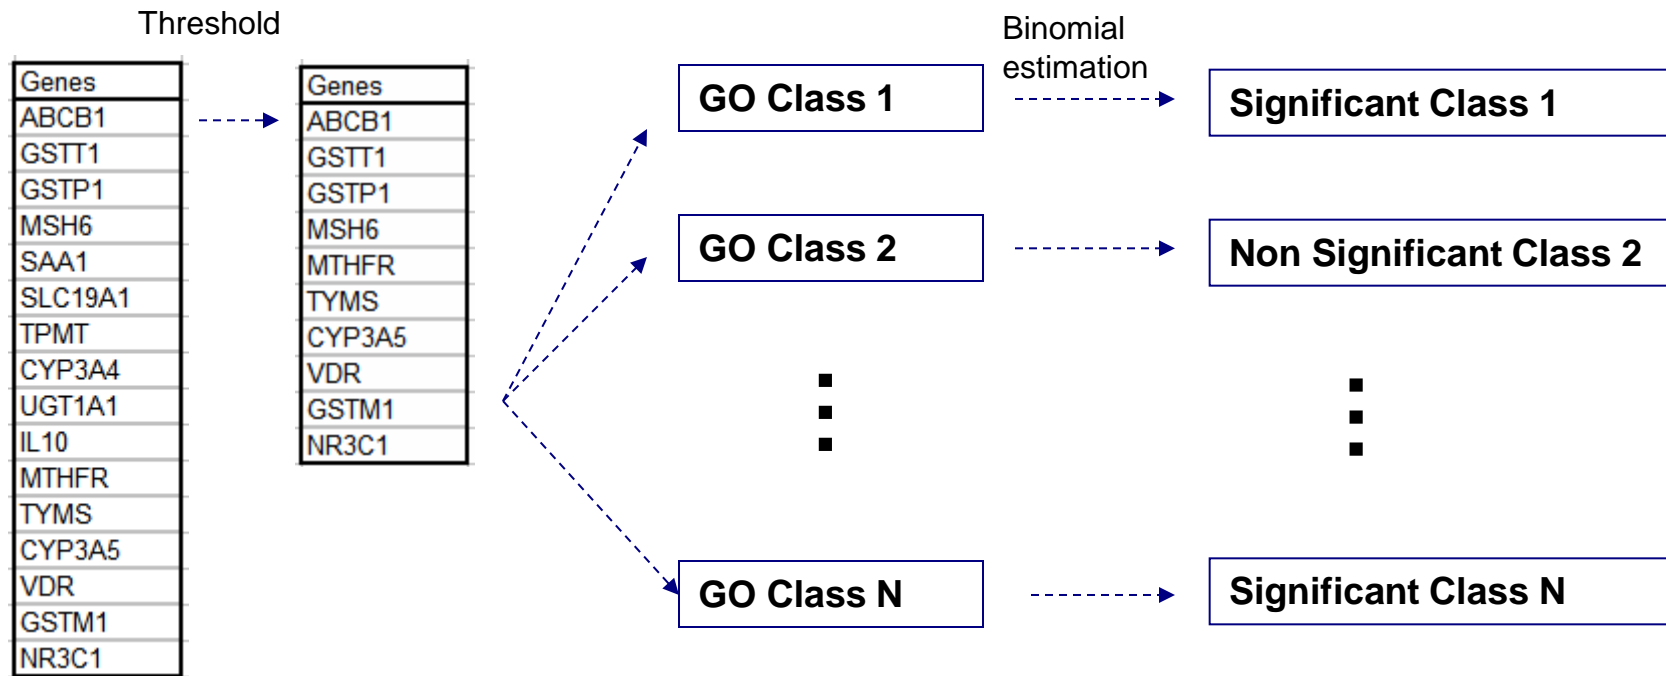 Threshold
Genes
ABCB1
GSTT1
GSTP1
MSH6
SAA1
SLC19A1
TPMT
CYP3A4
UGT1A1
IL10
MTHFR
TYMS
CYP3A5
VDR
GSTM1
NR3C1
Genes
ABCB1
GSTT1
GSTP1
MSH6
MTHFR
TYMS
CYP3A5
VDR
GSTM1
NR3C1
GO Class 1
GO Class 2
GO Class N
Binomial
estimation
Significant Class 1
Non Significant Class 2
Significant Class N